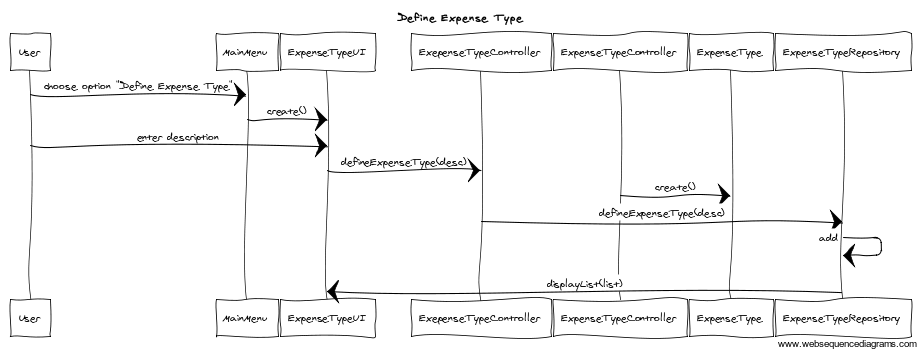 Define Expense Type
User MainMenu ExpenseTypeUI ExpenseTypeController ExpenseTypeController ExpenseType ExpenseTypeRepository
choose option "Define Expense Type"
create()
enter description
defineExpenseType(desc)
create()
defineExpenseType(desc)
add
displayList(list)
User MainMenu ExpenseTypeUI ExpenseTypeController ExpenseTypeController ExpenseType ExpenseTypeRepository
www.websequencediagrams.com